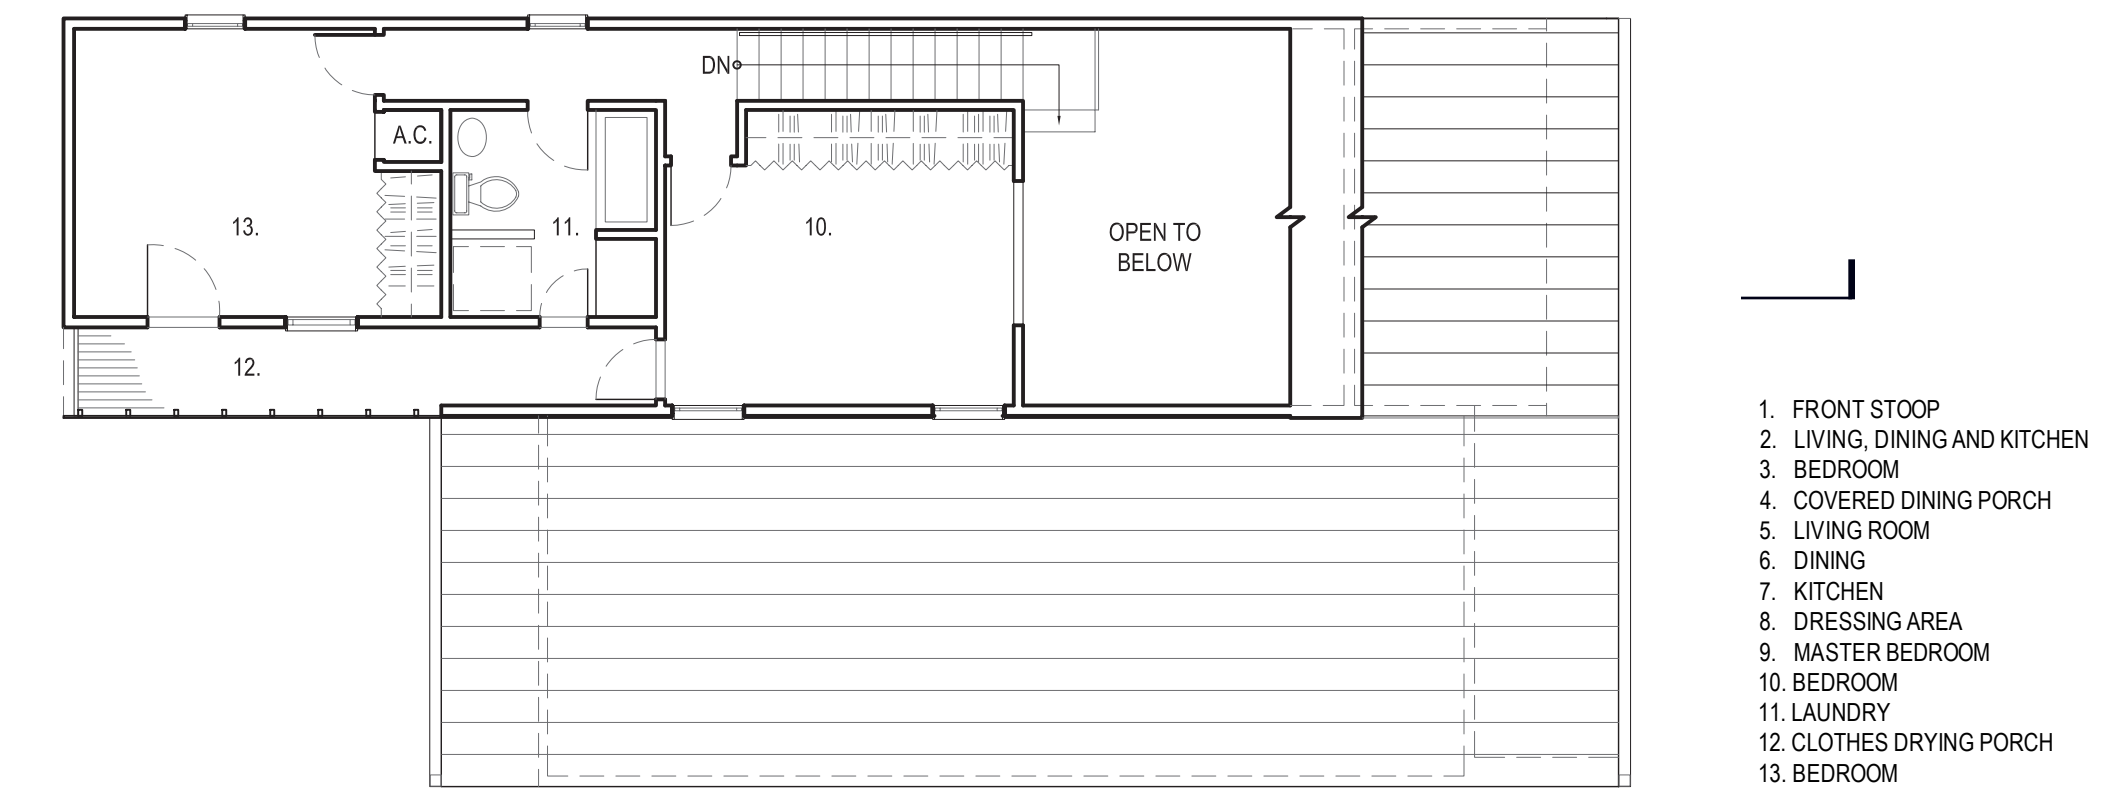 DN
A.C.
13.
11.
10.
OPEN TO
BELOW
12.
1. FRONT STOOP
2. LIVING, DINING AND KITCHEN
3. BEDROOM
4. COVERED DINING PORCH
5. LIVING ROOM
6. DINING
7. KITCHEN
8. DRESSING AREA
9. MASTER BEDROOM
10. BEDROOM
11. LAUNDRY
12. CLOTHES DRYING PORCH
13. BEDROOM